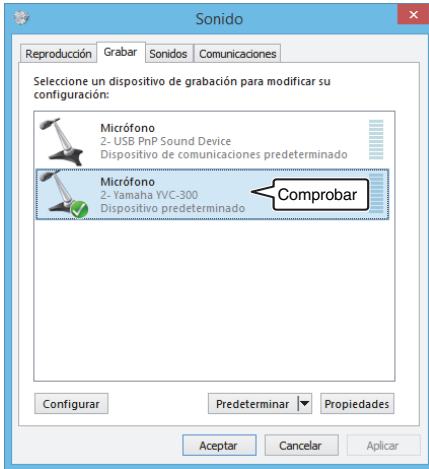 Sonido
Reproducción Grabar Sonidos Comunicaciones
Seleccione un dispositivo de grabación para modificar su
configuración:
Micrófono
2- USB PnP Sound Device
Dispositivo de comunicaciones predeterminado
Micrófono
2- Yamaha YVC-300
Dispositivo predeterminado
Comprobar
Configurar Predeterminar Propiedades
Aceptar Cancelar Aplicar